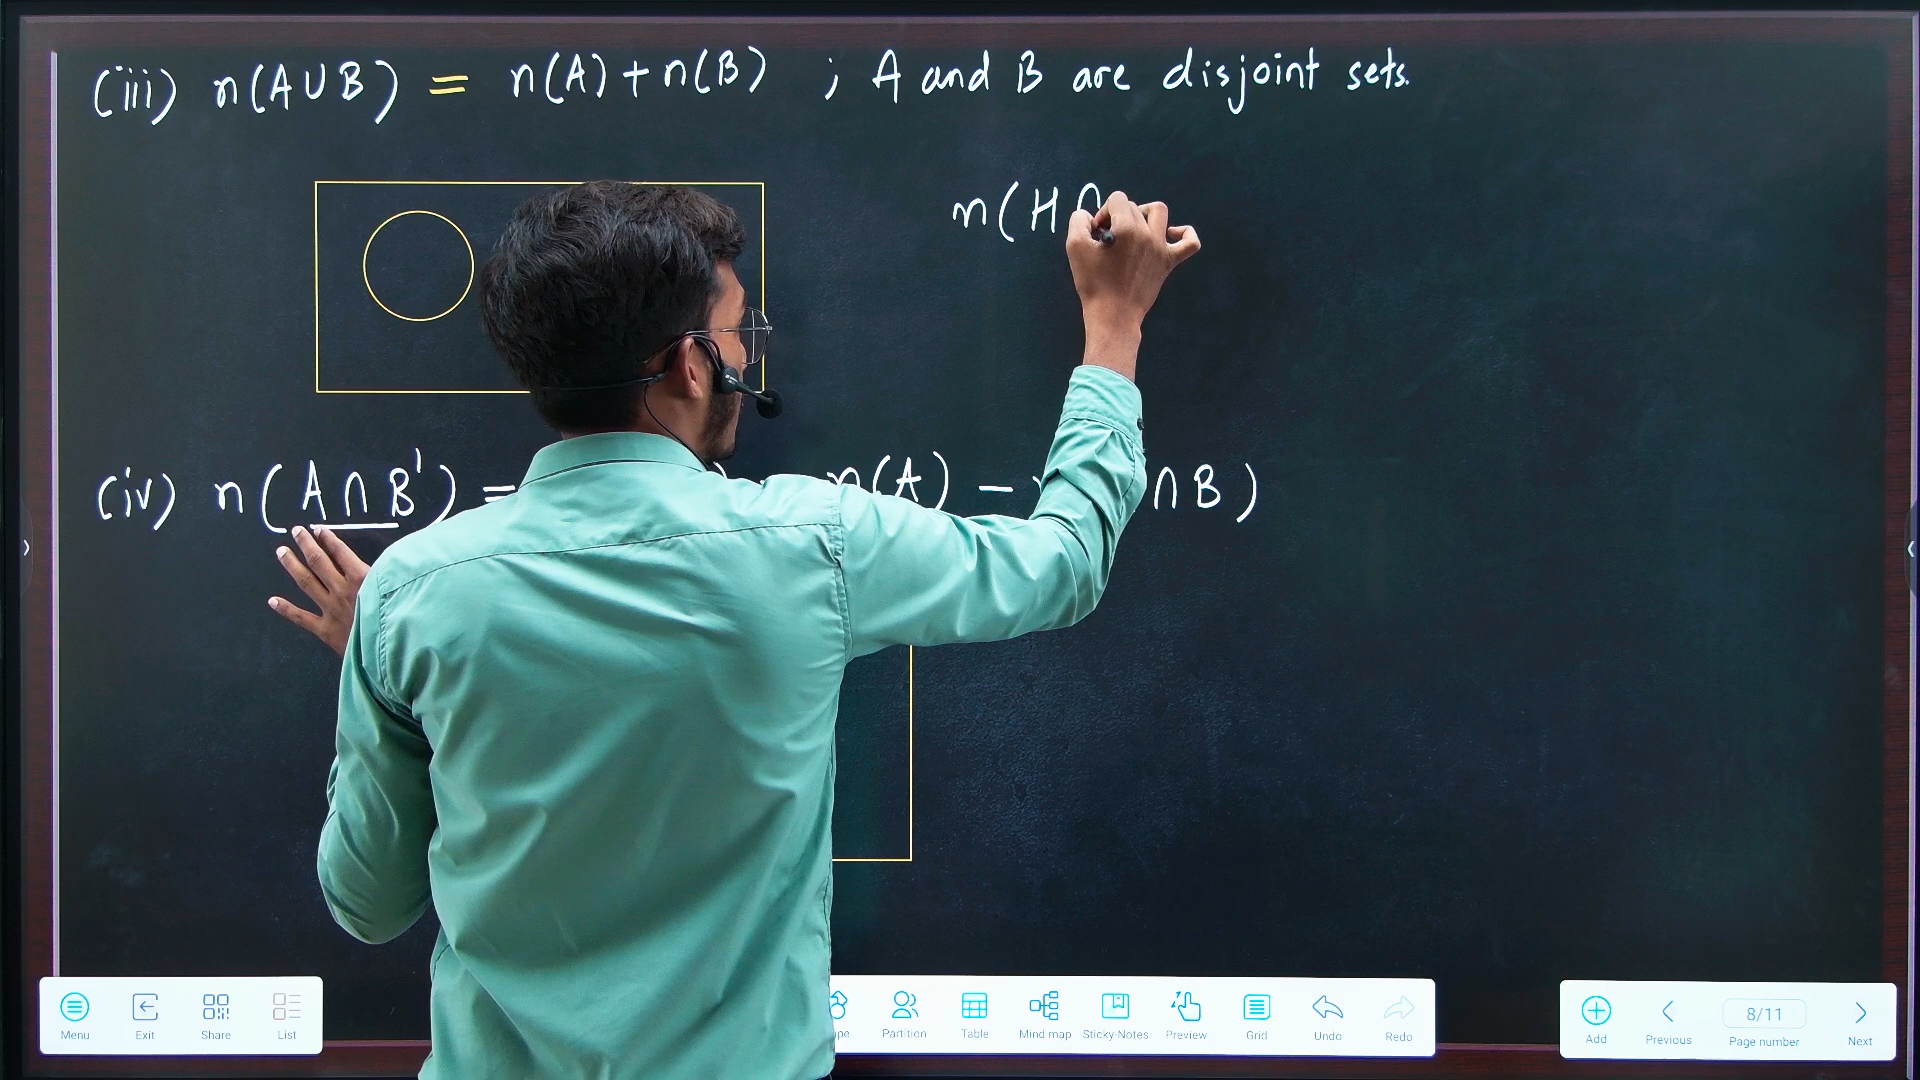 (iii) n(A∪B) = n(A)+n(B) ; A and B are disjoint sets.
n(H∩
(iv) n(A∩B') = n(A) − ∩B)
Menu Exit Share List Partition Table Mind map Sticky-Notes Preview Grid Undo Redo Add Previous 8/11 Page number Next